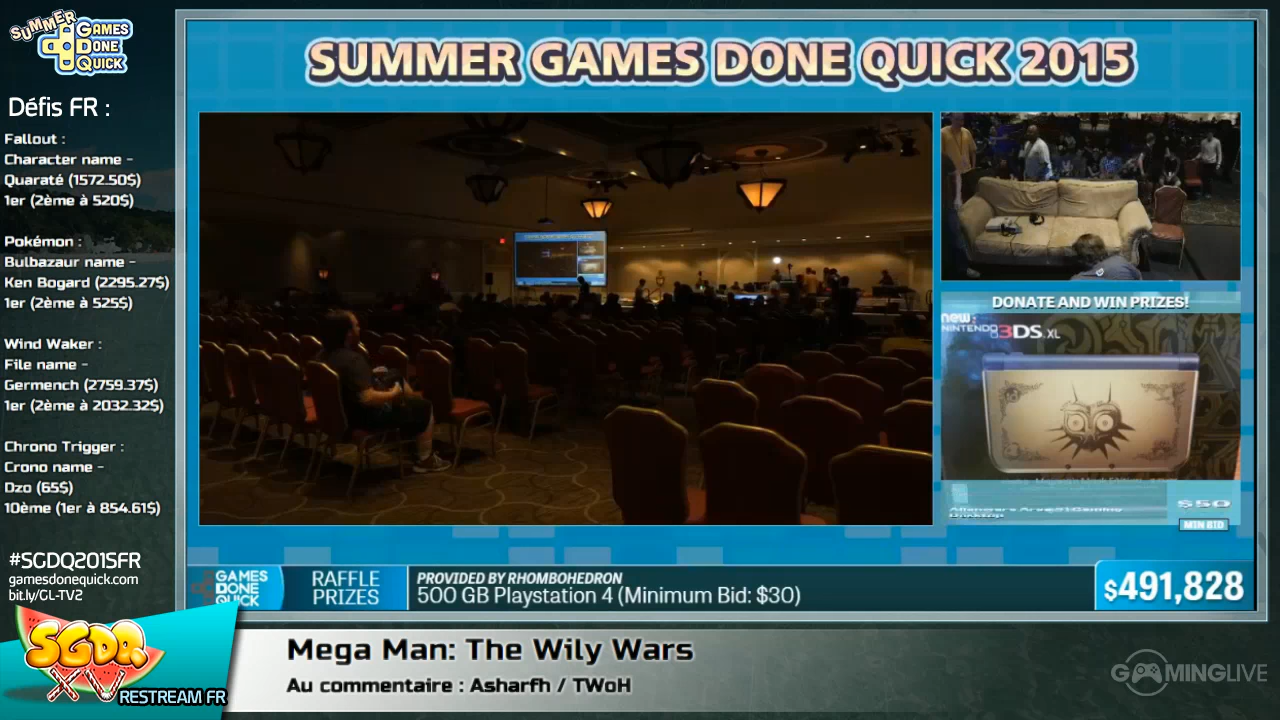 SUMMER GAMES DONE QUICK
SUMMER GAMES DONE QUICK 2015
Défis FR :
Fallout :
Character name -
Quaraté (1572.50$)
1er (2ème à 520$)
Pokémon :
Bulbazaur name -
Ken Bogard (2295.27$)
1er (2ème à 525$)
Wind Waker :
File name -
Germench (2759.37$)
1er (2ème à 2032.32$)
Chrono Trigger :
Crono name -
Dzo (65$)
10ème (1er à 854.61$)
#SGDQ2015FR
gamesdonequick.com
bit.ly/GL-TV2
DONATE AND WIN PRIZES!
new
NINTENDO 3DS XL
$50
MIN BID
GAMES DONE QUICK
RAFFLE PRIZES
PROVIDED BY RHOMBOHEDRON
500 GB Playstation 4 (Minimum Bid: $30)
$491,828
SGDQ XV
RESTREAM FR
Mega Man: The Wily Wars
Au commentaire : Asharfh / TWoH
GAMINGLIVE